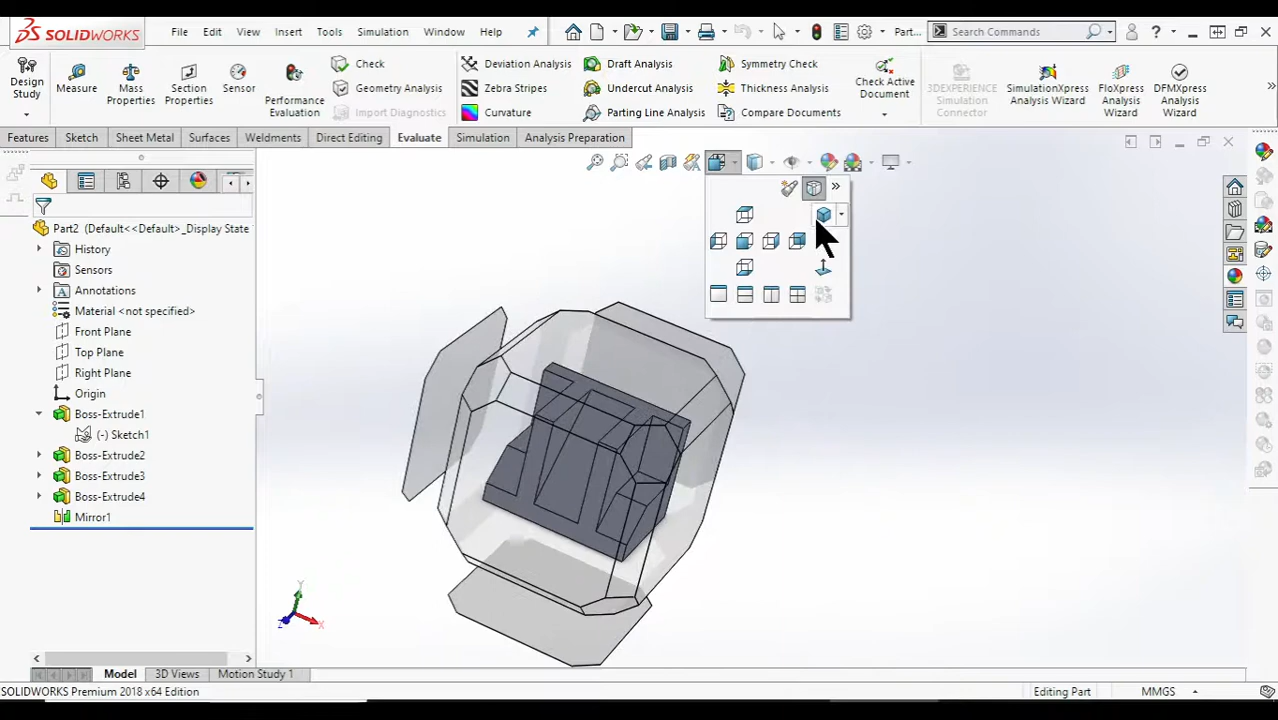 SOLIDWORKS File Edit View Insert Tools Simulation Window Help Part... Search Commands ?
Design Study
Measure
Mass Properties
Section Properties
Sensor
Performance Evaluation
Check
Geometry Analysis
Import Diagnostics
Deviation Analysis
Zebra Stripes
Curvature
Draft Analysis
Undercut Analysis
Parting Line Analysis
Symmetry Check
Thickness Analysis
Compare Documents
Check Active Document
3DEXPERIENCE Simulation Connector
SimulationXpress Analysis Wizard
FloXpress Analysis Wizard
DFMXpress Analysis Wizard
Features Sketch Sheet Metal Surfaces Weldments Direct Editing Evaluate Simulation Analysis Preparation
Part2 (Default<<Default>_Display State
History
Sensors
Annotations
Material <not specified>
Front Plane
Top Plane
Right Plane
Origin
Boss-Extrude1
(-) Sketch1
Boss-Extrude2
Boss-Extrude3
Boss-Extrude4
Mirror1
Y
Z X
Model 3D Views Motion Study 1
SOLIDWORKS Premium 2018 x64 Edition Editing Part MMGS